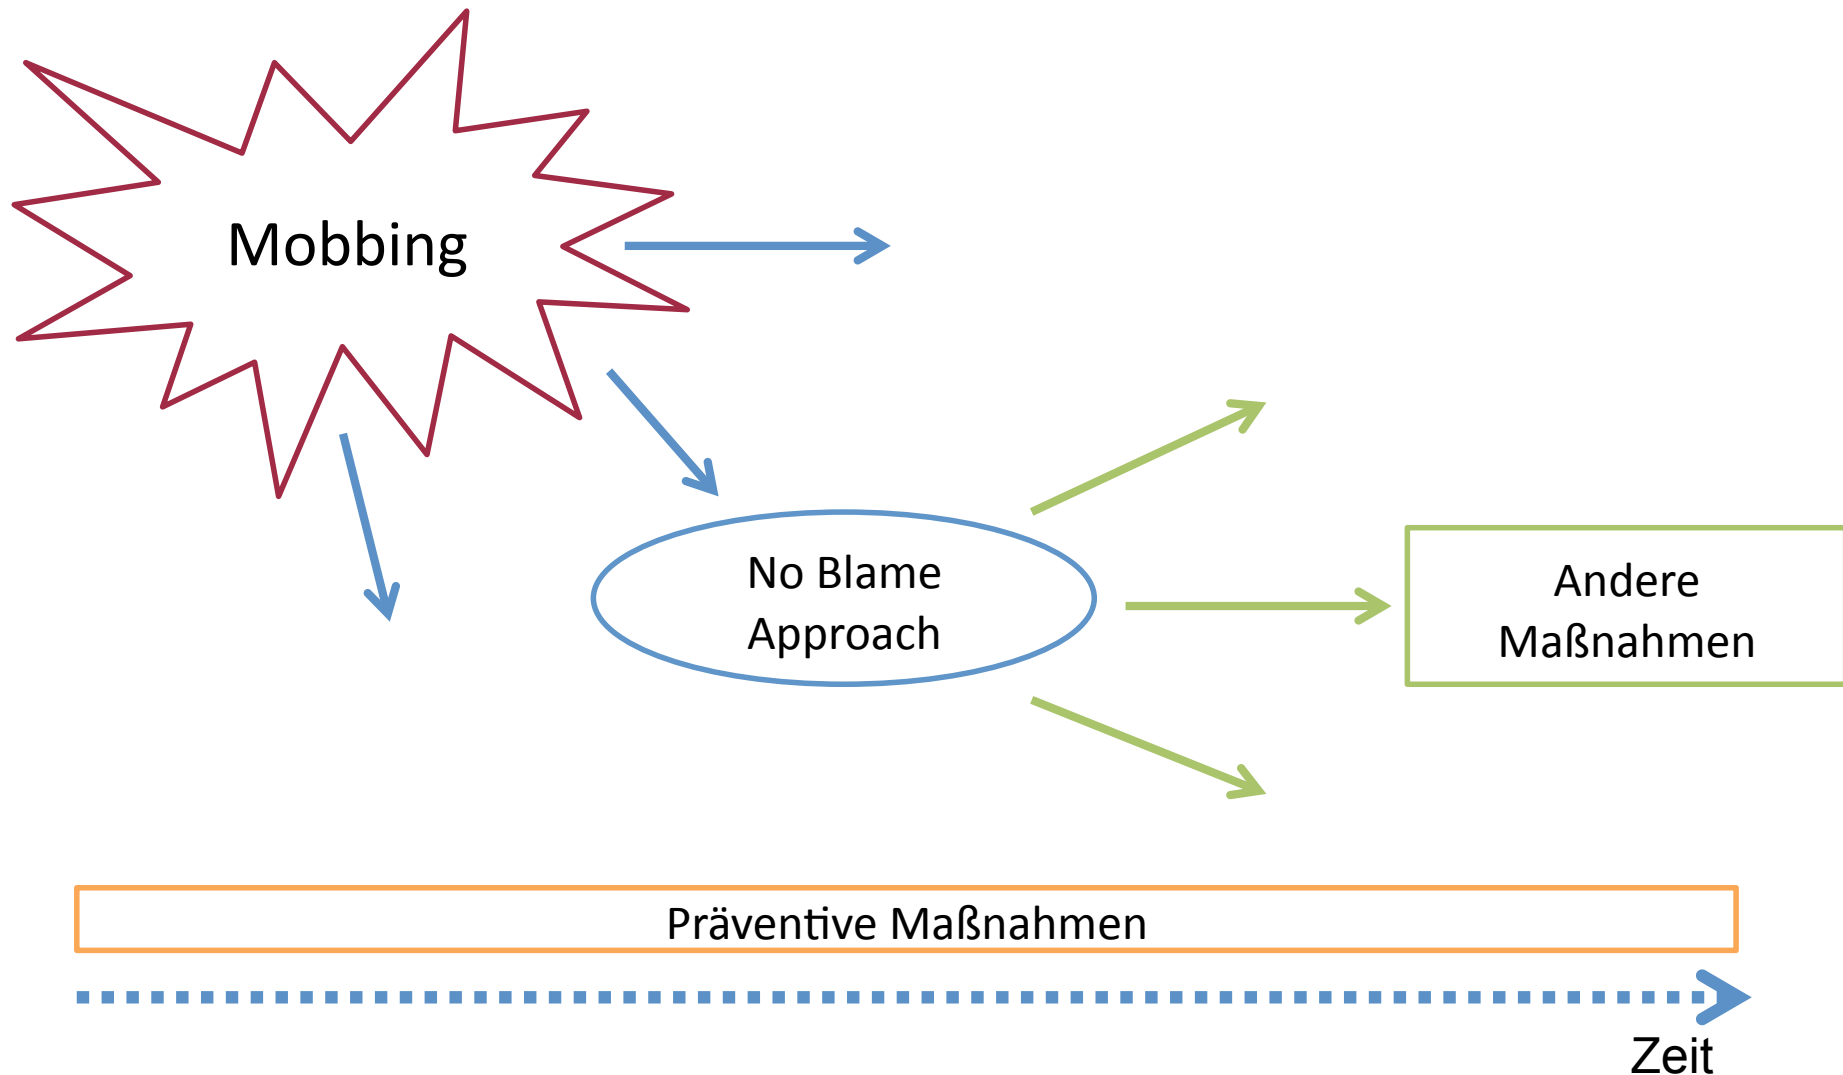 Mobbing
No Blame
Approach
Andere
Maßnahmen
Präventive Maßnahmen
Zeit